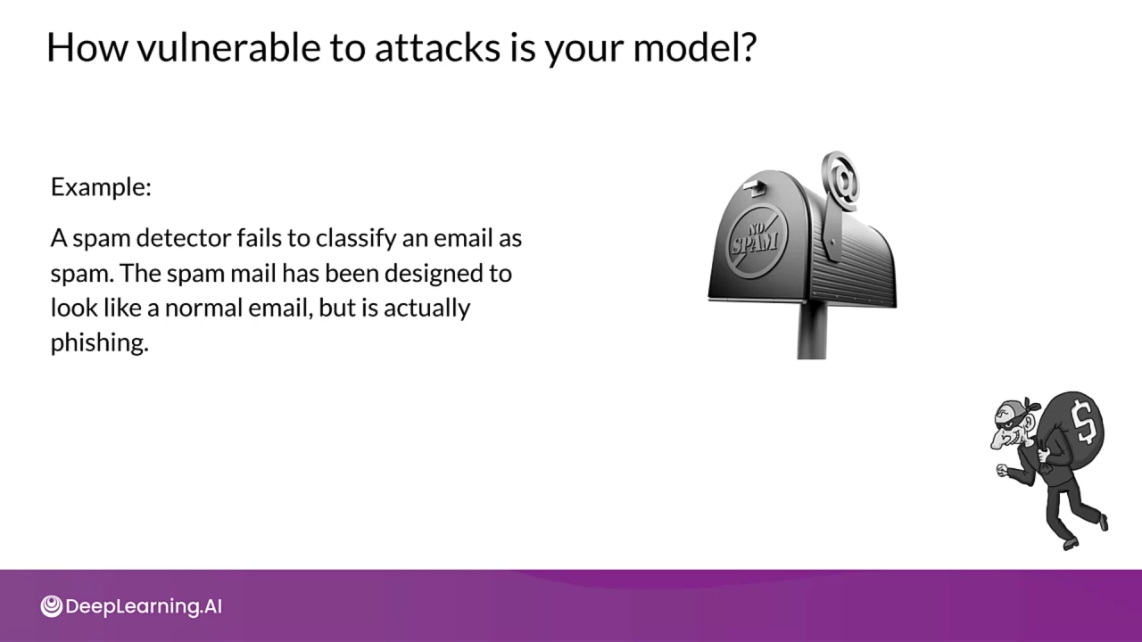 How vulnerable to attacks is your model?
Example:
A spam detector fails to classify an email as
spam. The spam mail has been designed to
look like a normal email, but is actually
phishing.
@
NO
SPAM
$
DeepLearning.AI